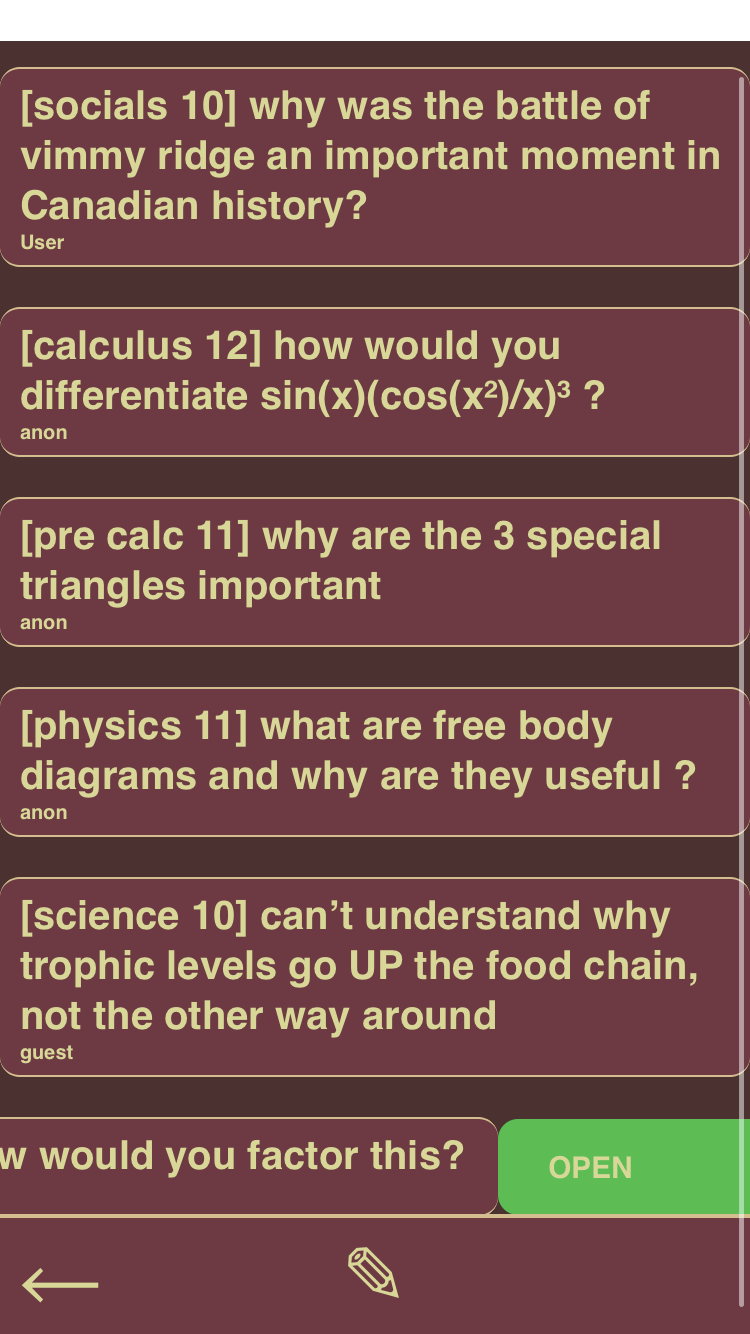 [socials 10] why was the battle of
vimmy ridge an important moment in
Canadian history?
User
[calculus 12] how would you
differentiate sin(x)(cos(x²)/x)³ ?
anon
[pre calc 11] why are the 3 special
triangles important
anon
[physics 11] what are free body
diagrams and why are they useful ?
anon
[science 10] can’t understand why
trophic levels go UP the food chain,
not the other way around
guest
would you factor this?
OPEN